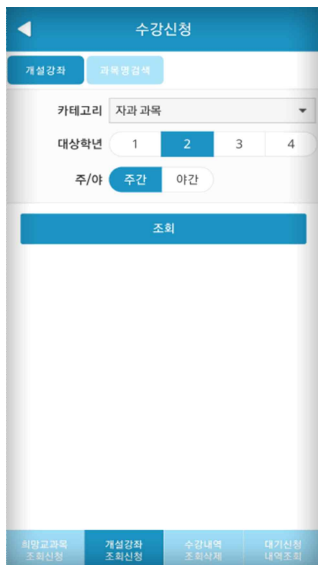 수강신청
개설강좌 과목명검색
카테고리 자과 과목
대상학년 1 2 3 4
주/야 주간 야간
조회
희망교과목 개설강좌 수강내역 대기신청
조회신청 조회신청 조회삭제 내역조회